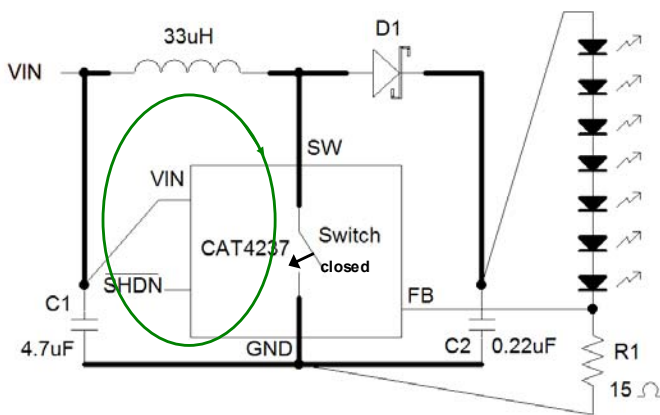 33uH
D1
VIN
SW
VIN
CAT4237
Switch
closed
SHDN
FB
C1
4.7uF
GND
C2
0.22uF
R1
15 Ω